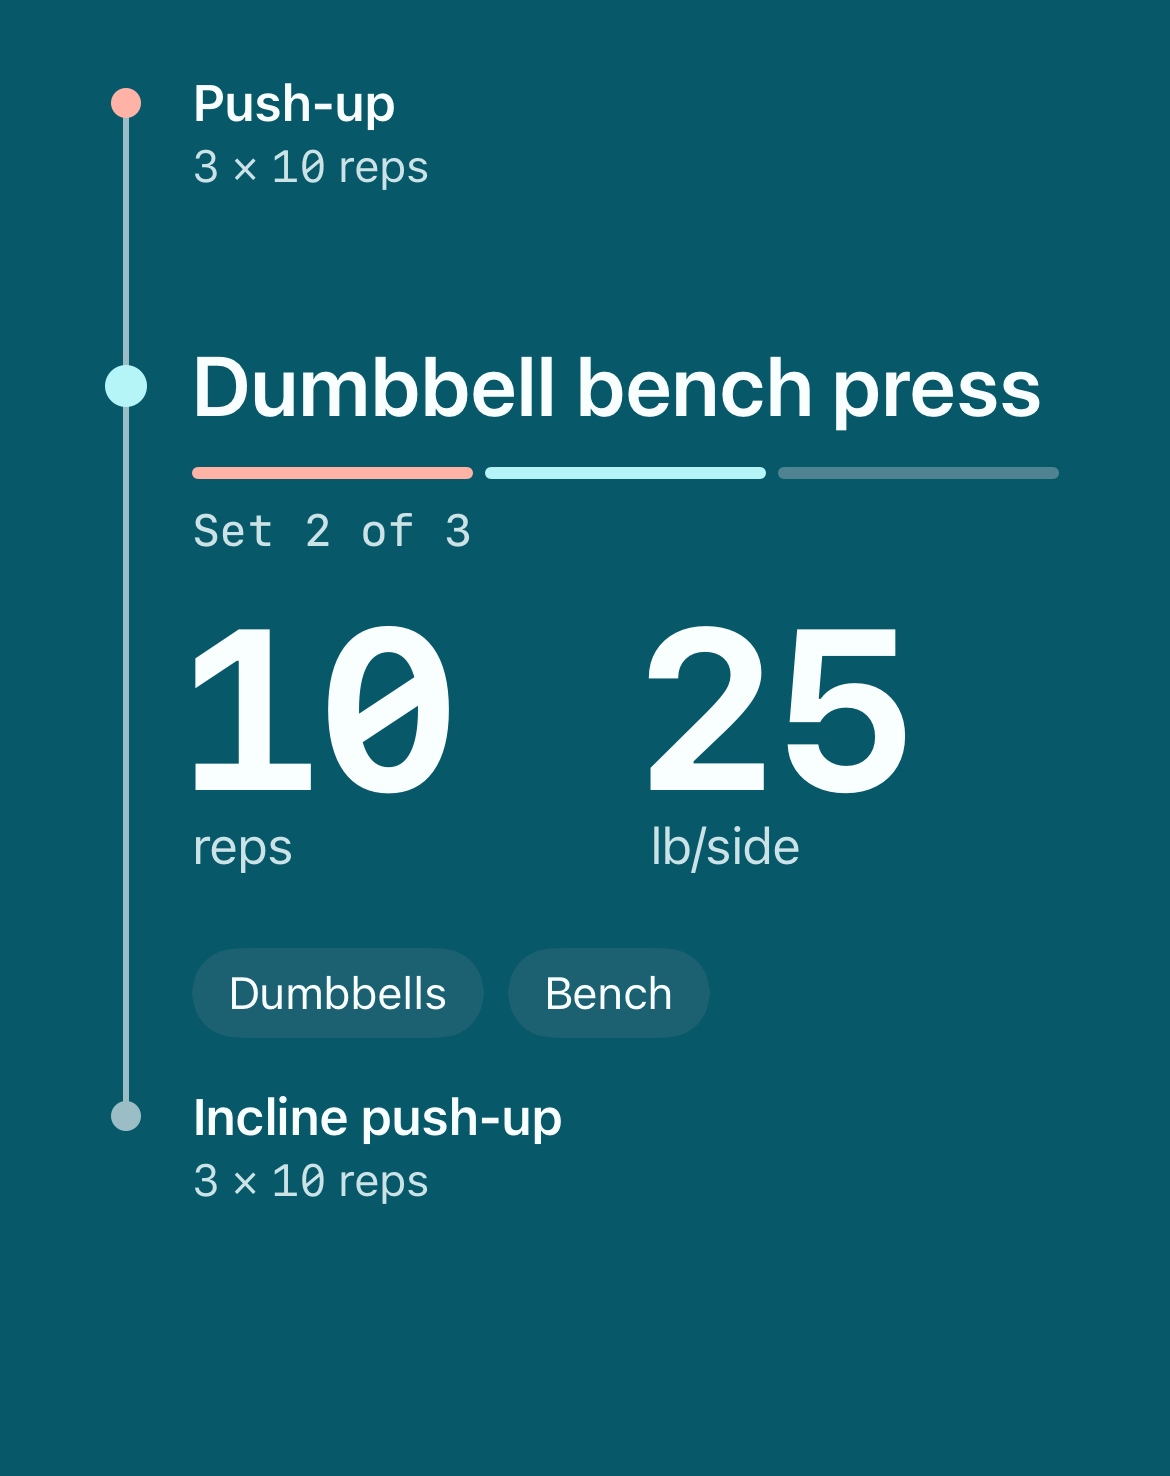 Push-up
3 × 10 reps
Dumbbell bench press
Set 2 of 3
10 25
reps lb/side
Dumbbells Bench
Incline push-up
3 × 10 reps